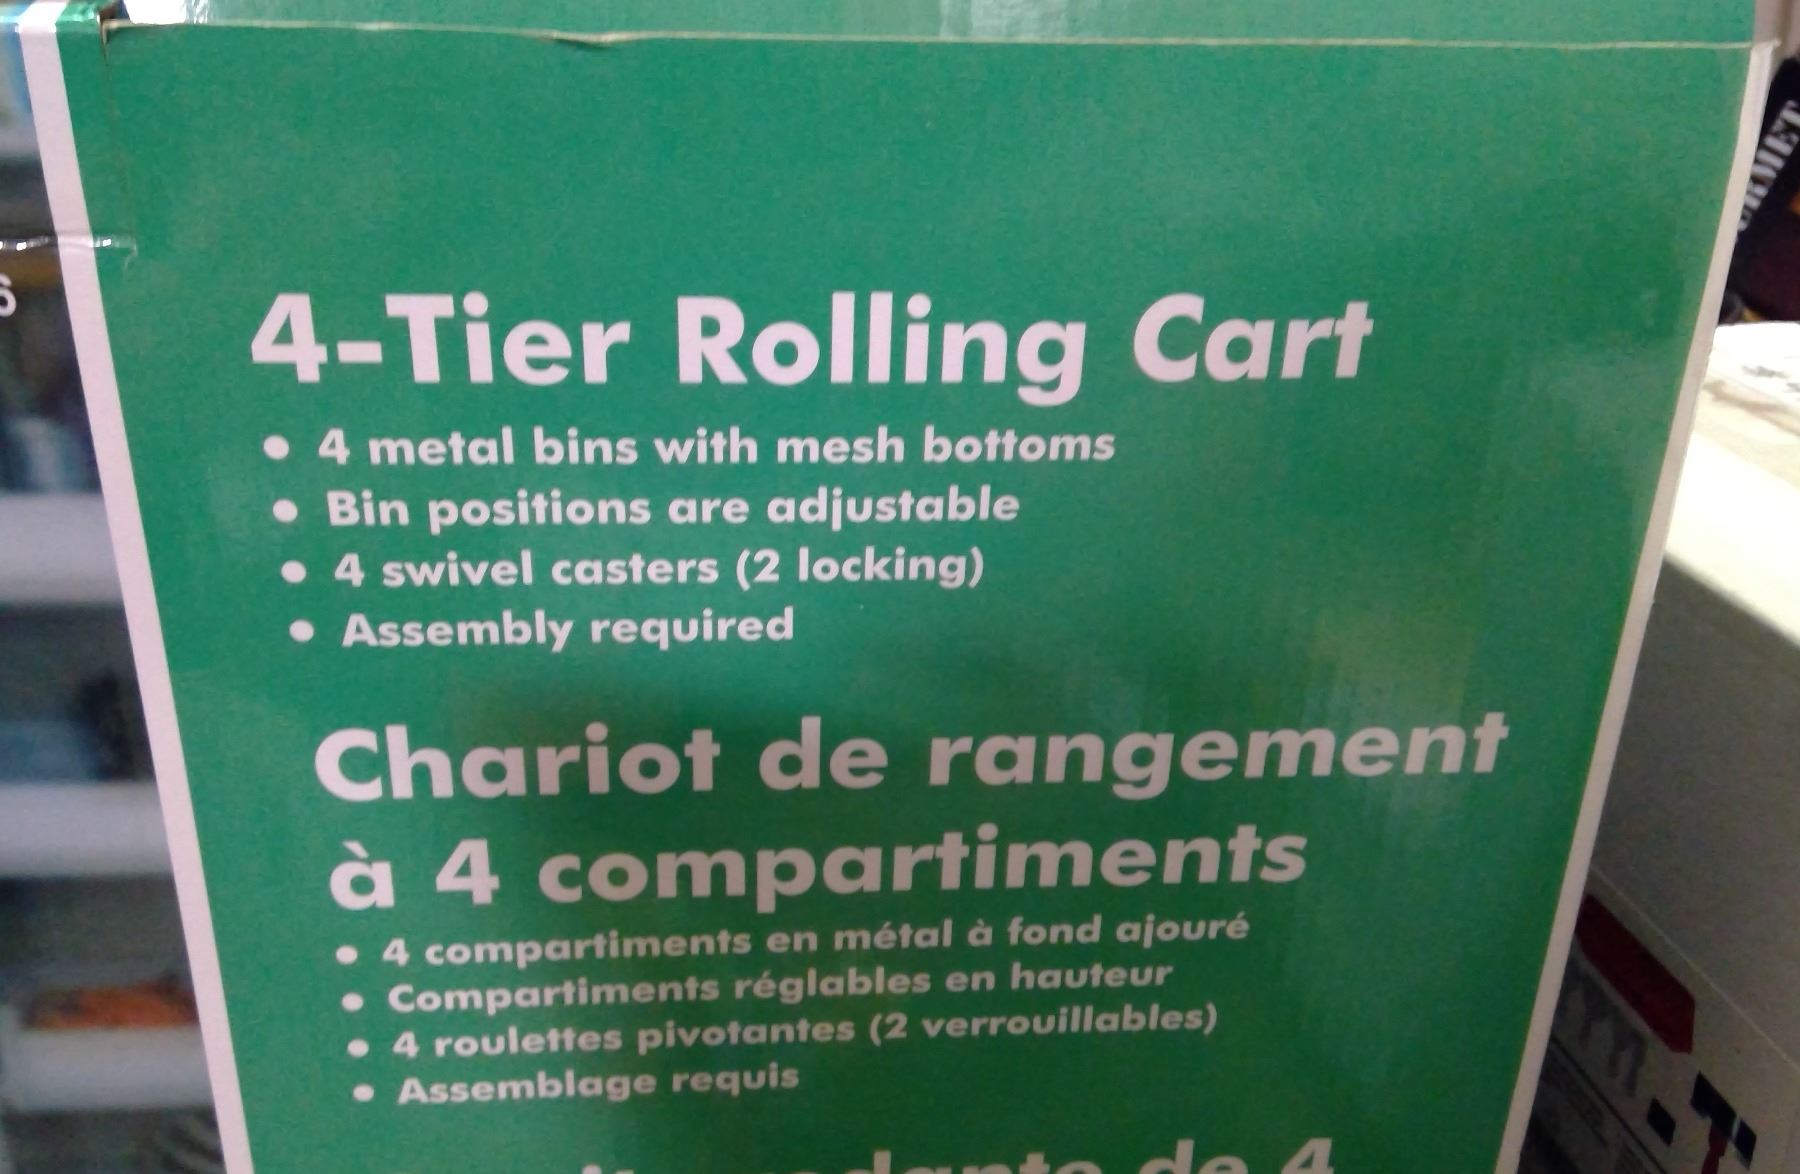 4-Tier Rolling Cart
• 4 metal bins with mesh bottoms
• Bin positions are adjustable
• 4 swivel casters (2 locking)
• Assembly required
Chariot de rangement
à 4 compartiments
• 4 compartiments en métal à fond ajouré
• Compartiments réglables en hauteur
• 4 roulettes pivotantes (2 verrouillables)
• Assemblage requis
de 4